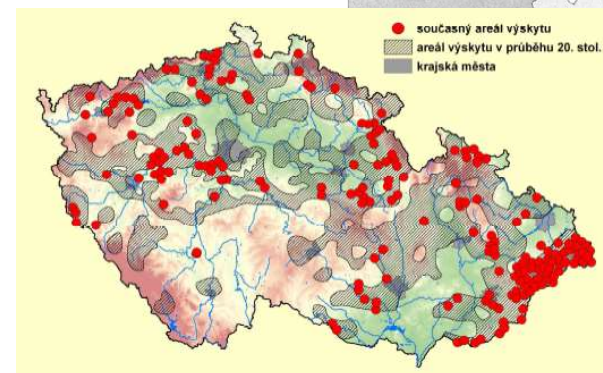 současný areál výskytu
areál výskytu v průběhu 20. stol.
krajská města